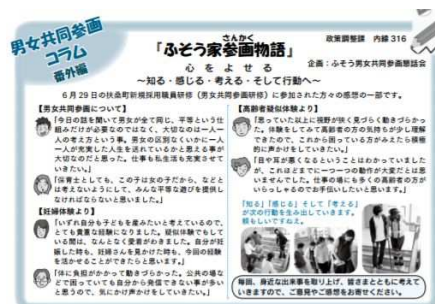 男女共同参画
コラム
番外編
政策調整課 内線316
さんかく
『ふそう家参画物語』
心をよせる
～知る・感じる・考える・そして行動へ～
企画：ふそう男女共同参画懇話会
6月29日の扶桑町新規採用職員研修（男女共同参画研修）に参加された方々の感想の一部です。
【男女共同参画について】
「今日の話を聞いて男女が全て同じ、平等という仕
組みだけが必要なのではなく、大切なのは一人一
人の考え方という事。男女の区別なくいかに一人
一人が充実した人生を送れているかと思える事が
大切なのだと思った。仕事も私生活も充実させて
いきたい。」
「保育士としても、この子は女の子だから、などと
は考えないようにして、みんな平等な遊びを提供し
なければならないと思いました。」
【妊婦体験より】
「いずれ自分も子どもを産みたいと考えているので、
とても貴重な経験になりました。疑似体験でもして
いる間は、なんとなく愛着がわきました。自分が妊
娠した時も、妊婦さんを見かけた時も、今回の経験
を活かせることができたらと思います。」
「体に負担がかかって動きづらかった。公共の場な
どで困っていても自分から発信できない事が多い
と思うので、気にかけ声かけをしていきたい。」
【高齢者疑似体験より】
「思っていた以上に視野が狭く見づらく動きづらかっ
た。体験をしてみて高齢者の方の気持ちが少し理解
できたので、これから困っている方がみえたら積極
的に声かけをしていきたい。」
「目や耳が悪くなるということはわかっていました
が、これほどまでに一つ一つの動作が大変だとは思
いませんでした。仕事の場にも多くの高齢者の方が
いらっしゃるのでお手伝いしたいと思います。」
「知る」「感じる」そして「考える」
が次の行動を生み出していきます。
頼もしいですねえ。
毎回、身近な出来事を取り上げ、皆さまとともに考えて
いきますので、ご意見やご感想をお寄せください。